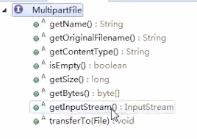 MultipartFile
getName() : String
getOriginalFilename() : String
getContentType() : String
isEmpty() : boolean
getSize() : long
getBytes() : byte[]
getInputStream() : InputStream
transferTo(File) : void